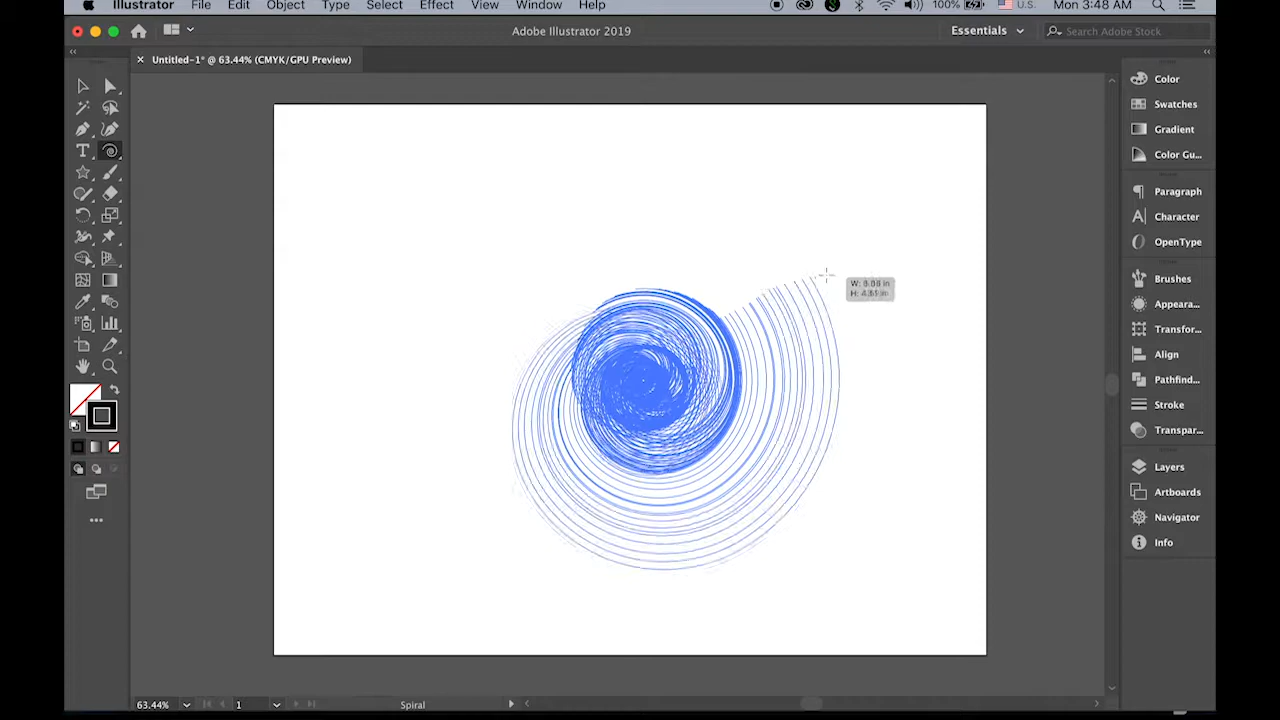 Illustrator File Edit Object Type Select Effect View Window Help 100% U.S. Mon 3:48 AM
Adobe Illustrator 2019 Essentials Search Adobe Stock
Untitled-1* @ 63.44% (CMYK/GPU Preview)
Color
Swatches
Gradient
Color Gu...
Paragraph
Character
OpenType
Brushes
Appeara...
Transfor...
Align
Pathfind...
Stroke
Transpar...
Layers
Artboards
Navigator
Info
63.44% 1 Spiral